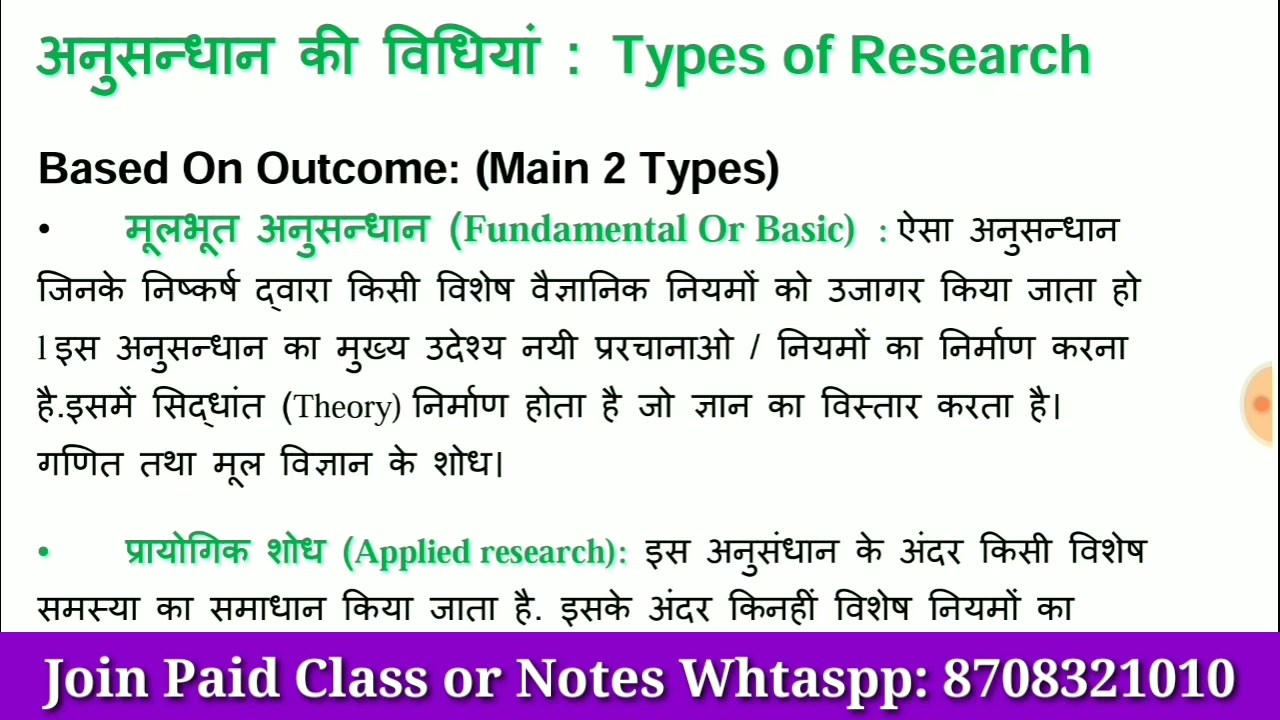 अनुसन्धान की विधियां : Types of Research
Based On Outcome: (Main 2 Types)
• मूलभूत अनुसन्धान (Fundamental Or Basic) : ऐसा अनुसन्धान
जिनके निष्कर्ष द्वारा किसी विशेष वैज्ञानिक नियमों को उजागर किया जाता हो
l इस अनुसन्धान का मुख्य उदेश्य नयी प्ररचानाओ / नियमों का निर्माण करना
है.इसमें सिद्धांत (Theory) निर्माण होता है जो ज्ञान का विस्तार करता है।
गणित तथा मूल विज्ञान के शोध।
• प्रायोगिक शोध (Applied research): इस अनुसंधान के अंदर किसी विशेष
समस्या का समाधान किया जाता है. इसके अंदर किनहीं विशेष नियमों का
Join Paid Class or Notes Whtaspp: 8708321010